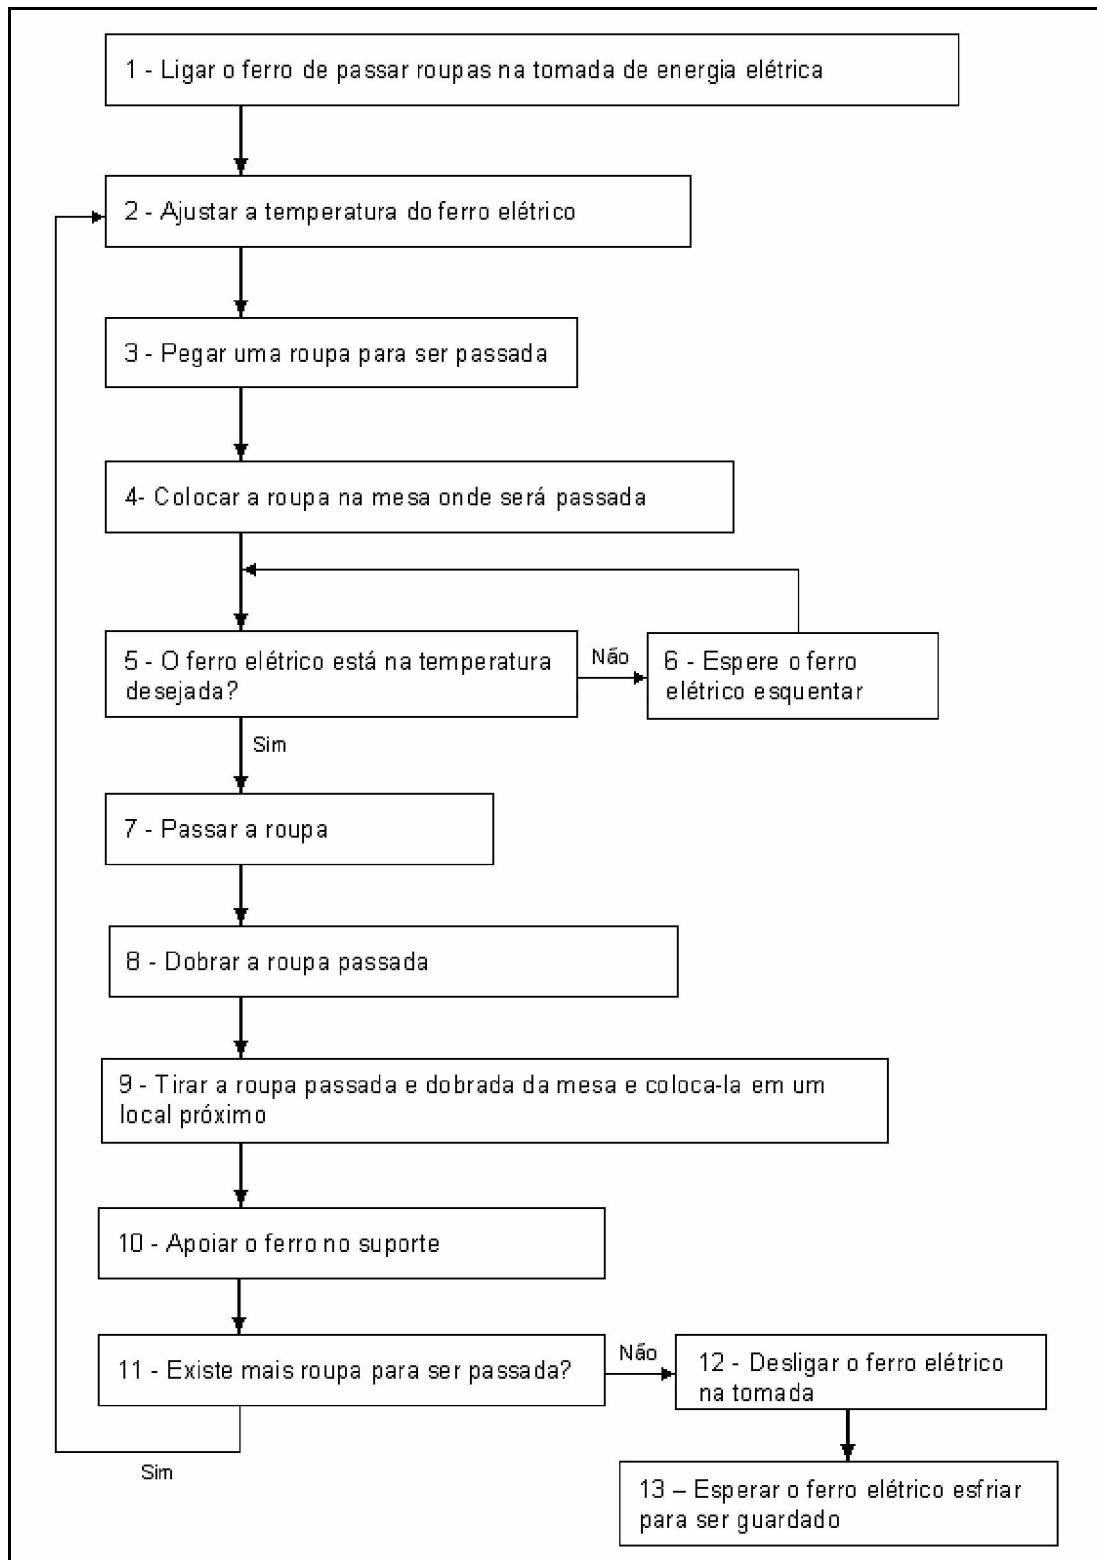 1 - Ligar o ferro de passar roupas na tomada de energia elétrica
2 - Ajustar a temperatura do ferro elétrico
3 - Pegar uma roupa para ser passada
4- Colocar a roupa na mesa onde será passada
5 - O ferro elétrico está na temperatura
desejada?
Não
6 - Espere o ferro
elétrico esquentar
Sim
7 - Passar a roupa
8 - Dobrar a roupa passada
9 - Tirar a roupa passada e dobrada da mesa e coloca-la em um
local próximo
10 - Apoiar o ferro no suporte
11 - Existe mais roupa para ser passada?
Não
12 - Desligar o ferro elétrico
na tomada
Sim
13 – Esperar o ferro elétrico esfriar
para ser guardado